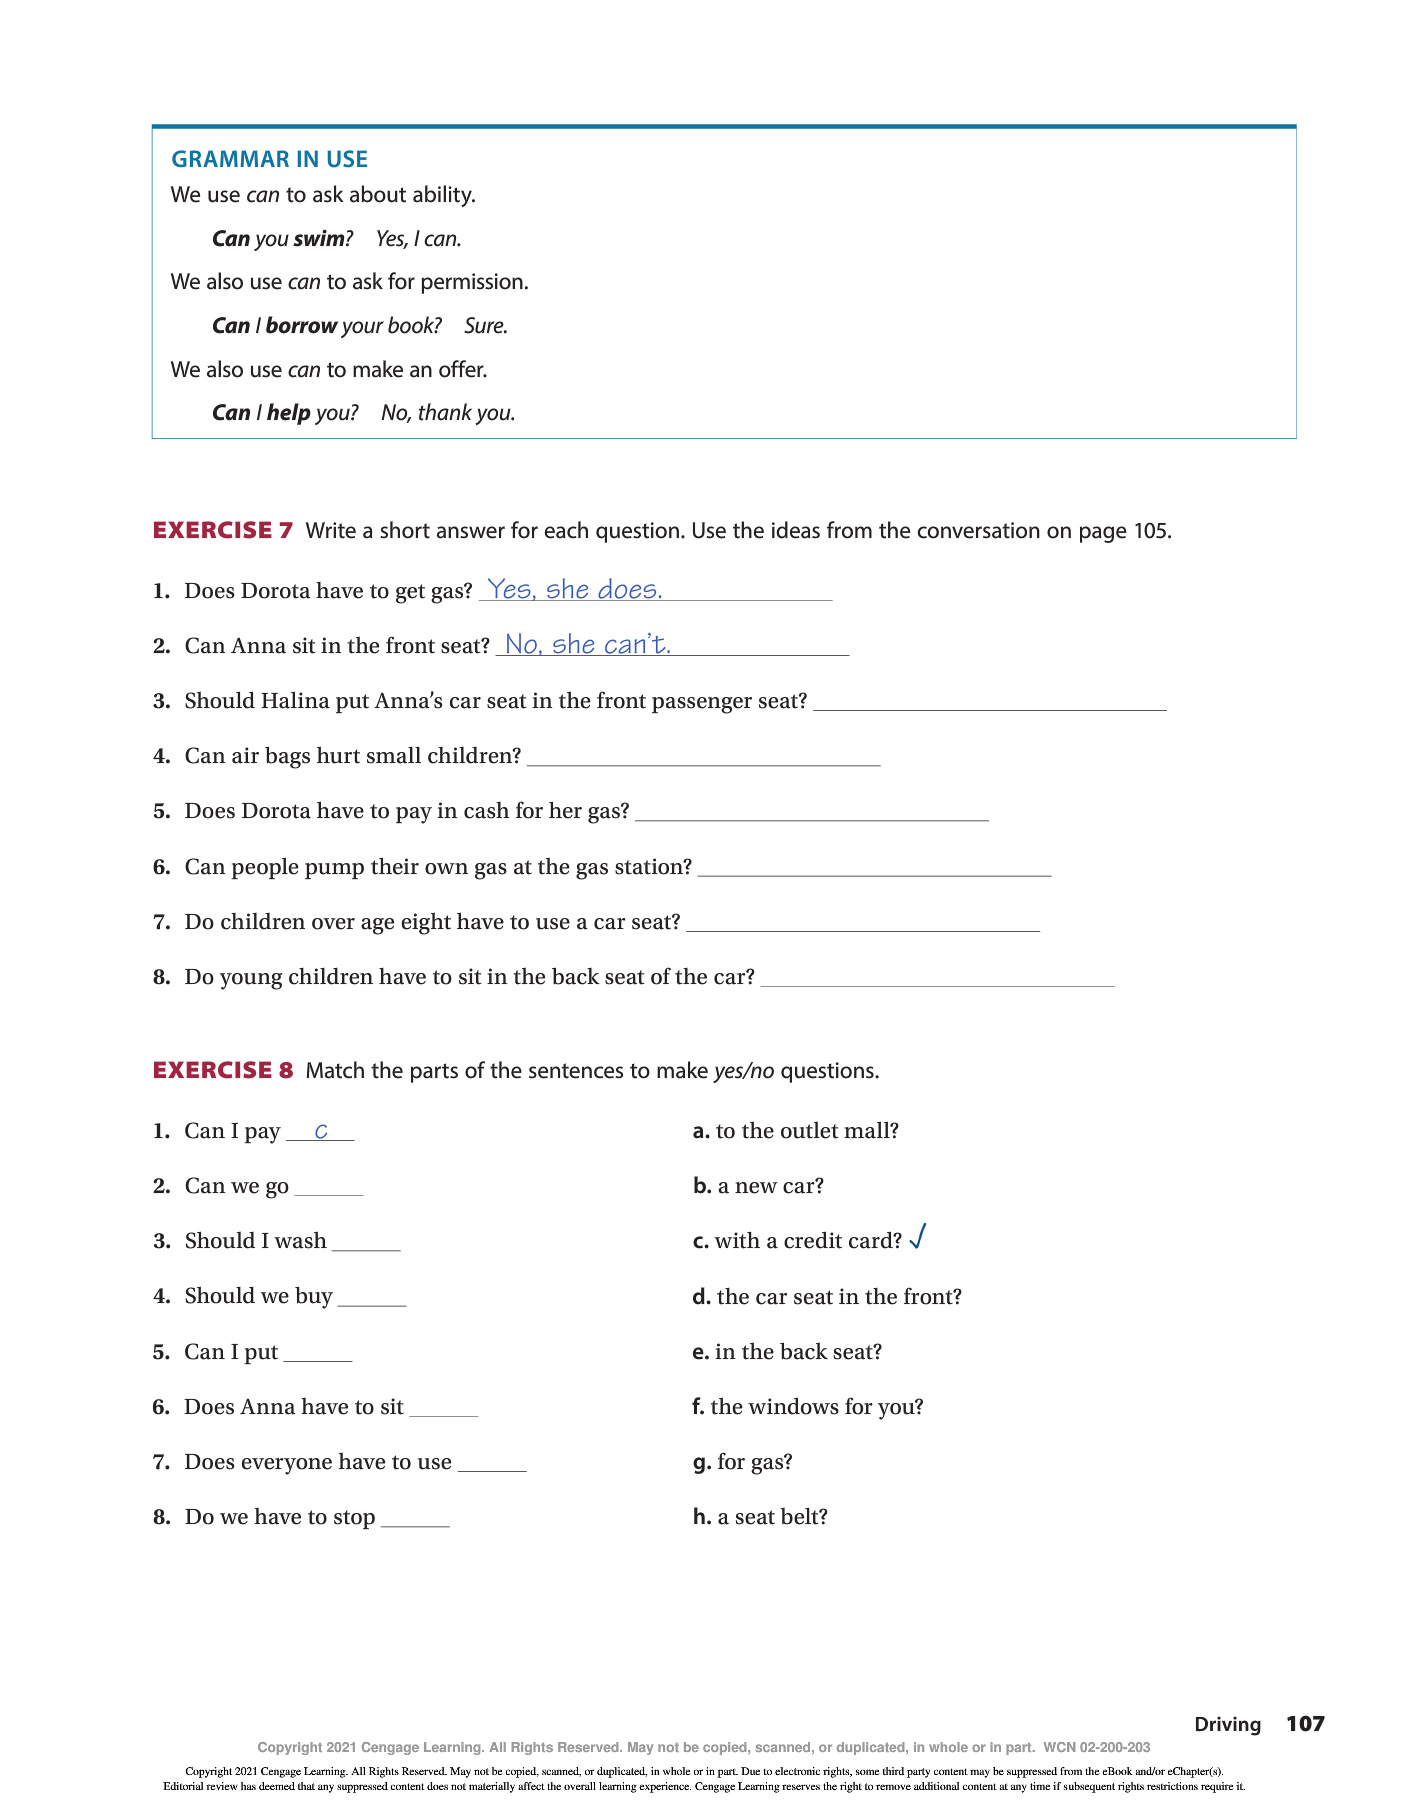 GRAMMAR IN USE
We use can to ask about ability.
Can you swim? Yes, I can.
We also use can to ask for permission.
Can I borrow your book? Sure.
We also use can to make an offer.
Can I help you? No, thank you.
EXERCISE 7 Write a short answer for each question. Use the ideas from the conversation on page 105.
1. Does Dorota have to get gas? Yes, she does.
2. Can Anna sit in the front seat? No, she can't.
3. Should Halina put Anna's car seat in the front passenger seat?
4. Can air bags hurt small children?
5. Does Dorota have to pay in cash for her gas?
6. Can people pump their own gas at the gas station?
7. Do children over age eight have to use a car seat?
8. Do young children have to sit in the back seat of the car?
EXERCISE 8 Match the parts of the sentences to make yes/no questions.
1. Can I pay c
2. Can we go
3. Should I wash
4. Should we buy
5. Can I put
6. Does Anna have to sit
7. Does everyone have to use
8. Do we have to stop
a. to the outlet mall?
b. a new car?
c. with a credit card? ✓
d. the car seat in the front?
e. in the back seat?
f. the windows for you?
g. for gas?
h. a seat belt?
Driving 107
Copyright 2021 Cengage Learning. All Rights Reserved. May not be copied, scanned, or duplicated, in whole or in part. WCN 02-200-203
Copyright 2021 Cengage Learning. All Rights Reserved. May not be copied, scanned, or duplicated, in whole or in part. Due to electronic rights, some third party content may be suppressed from the eBook and/or eChapter(s).
Editorial review has deemed that any suppressed content does not materially affect the overall learning experience. Cengage Learning reserves the right to remove additional content at any time if subsequent rights restrictions require it.